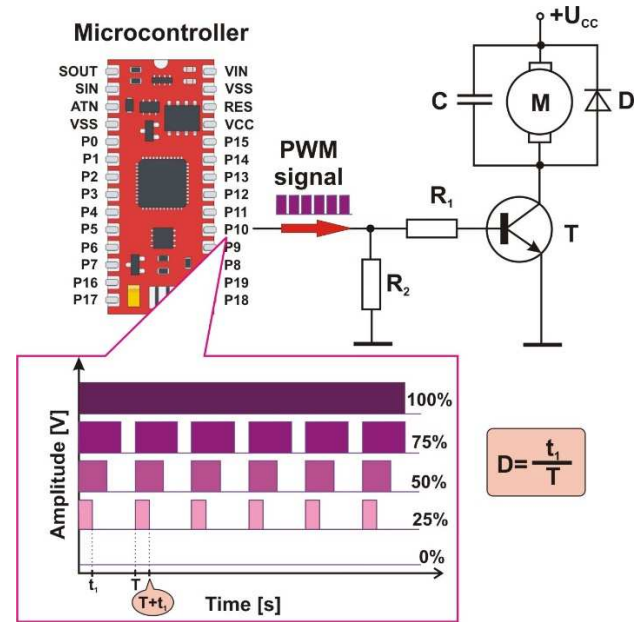 Microcontroller
SOUT
SIN
ATN
VSS
P0
P1
P2
P3
P4
P5
P6
P7
P16
P17
VIN
VSS
RES
VCC
P15
P14
P13
P12
P11
P10
P9
P8
P19
P18
PWM
signal
R₁
R₂
+Ucc
C
M
D
T
Amplitude [V]
100%
75%
50%
25%
0%
t₁
T
T+t₁
Time [s]
D= t₁/T